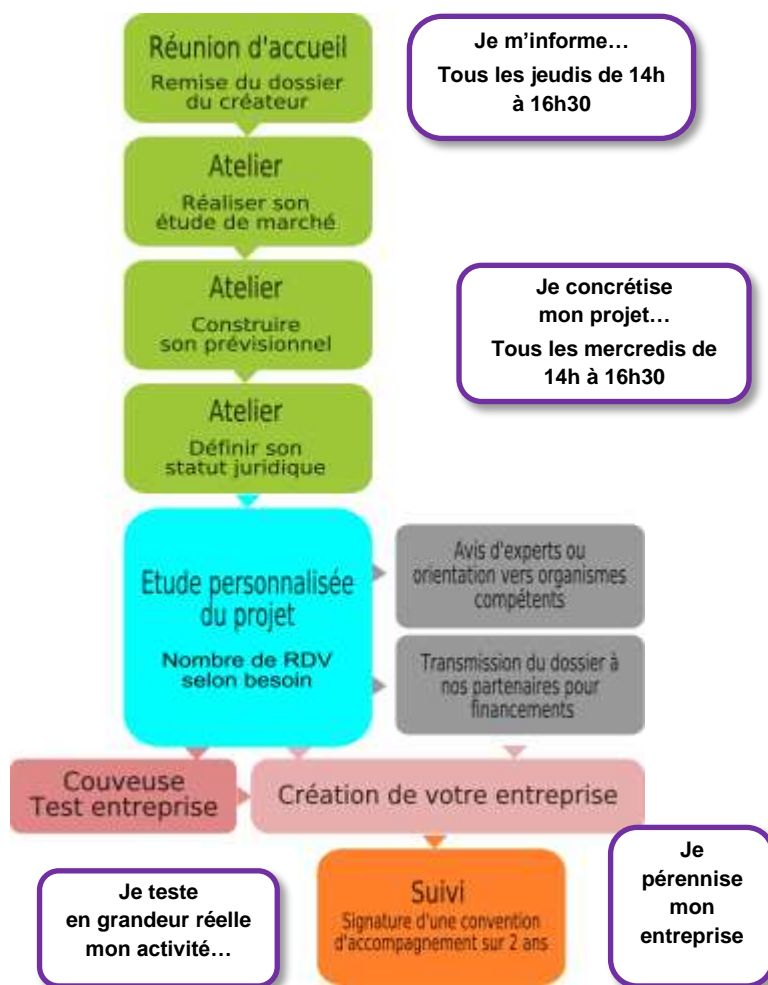 Réunion d'accueil
Remise du dossier
du créateur
Je m'informe…
Tous les jeudis de 14h
à 16h30
Atelier
Réaliser son
étude de marché
Atelier
Construire
son prévisionnel
Je concrétise
mon projet…
Tous les mercredis de
14h à 16h30
Atelier
Définir son
statut juridique
Etude personnalisée
du projet
Nombre de RDV
selon besoin
Avis d'experts ou
orientation vers organismes
compétents
Transmission du dossier à
nos partenaires pour
financements
Couveuse
Test entreprise
Création de votre entreprise
Je teste
en grandeur réelle
mon activité…
Suivi
Signature d'une convention
d'accompagnement sur 2 ans
Je
pérennise
mon
entreprise